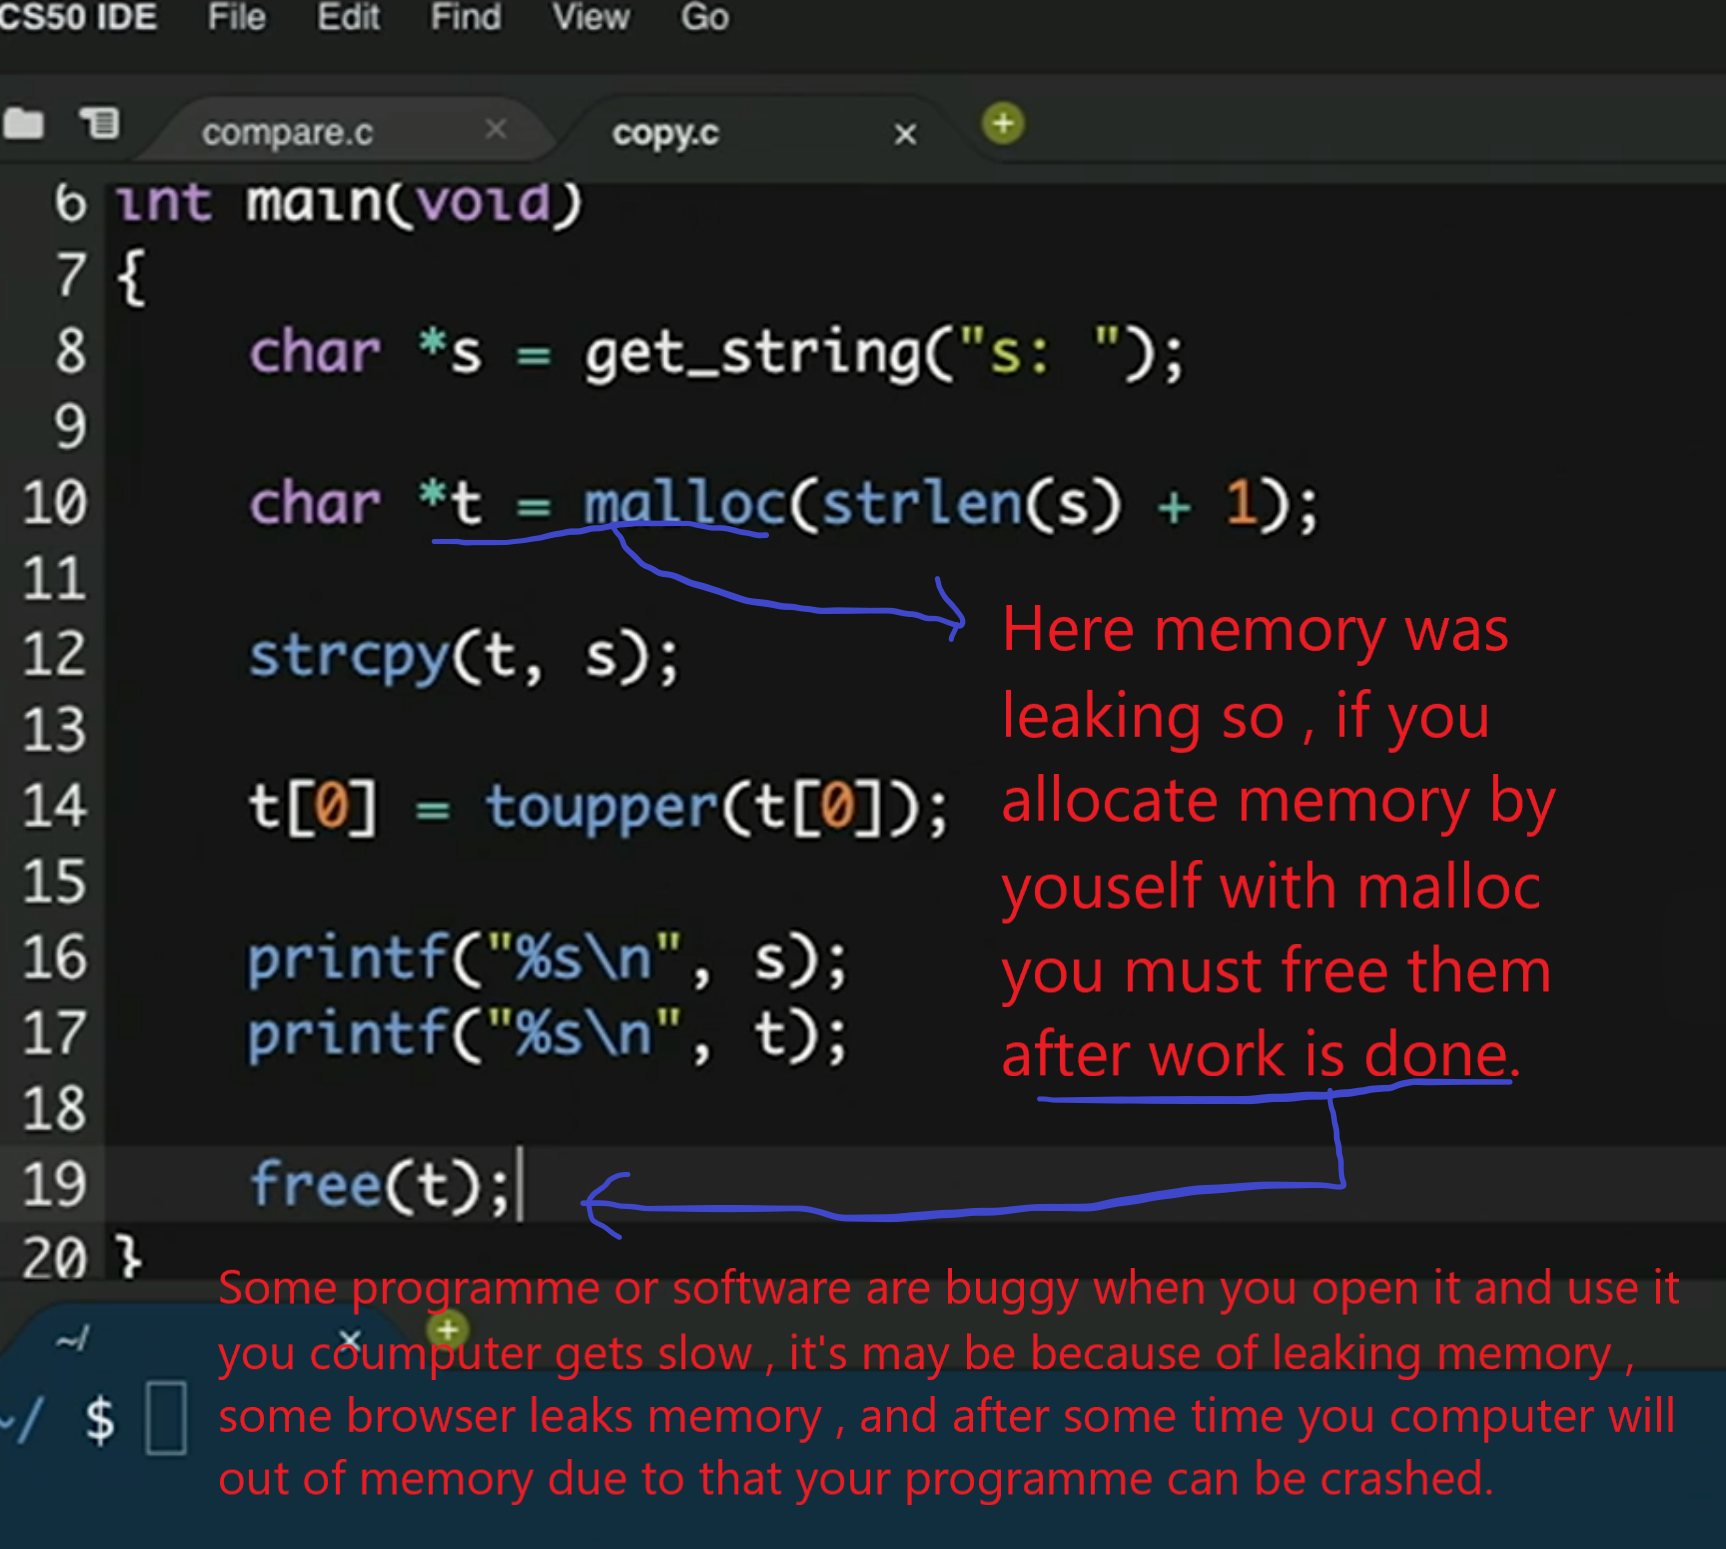 CS50 IDE File Edit Find View Go
compare.c × copy.c ×
6 int main(void)
7 {
8 char *s = get_string("s: ");
9
10 char *t = malloc(strlen(s) + 1);
11
12 strcpy(t, s);
13
14 t[0] = toupper(t[0]);
15
16 printf("%s\n", s);
17 printf("%s\n", t);
18
19 free(t);
20 }
Here memory was
leaking so , if you
allocate memory by
youself with malloc
you must free them
after work is done.
Some programme or software are buggy when you open it and use it
you coumputer gets slow , it's may be because of leaking memory ,
some browser leaks memory , and after some time you computer will
out of memory due to that your programme can be crashed.
~/ ×
~/ $